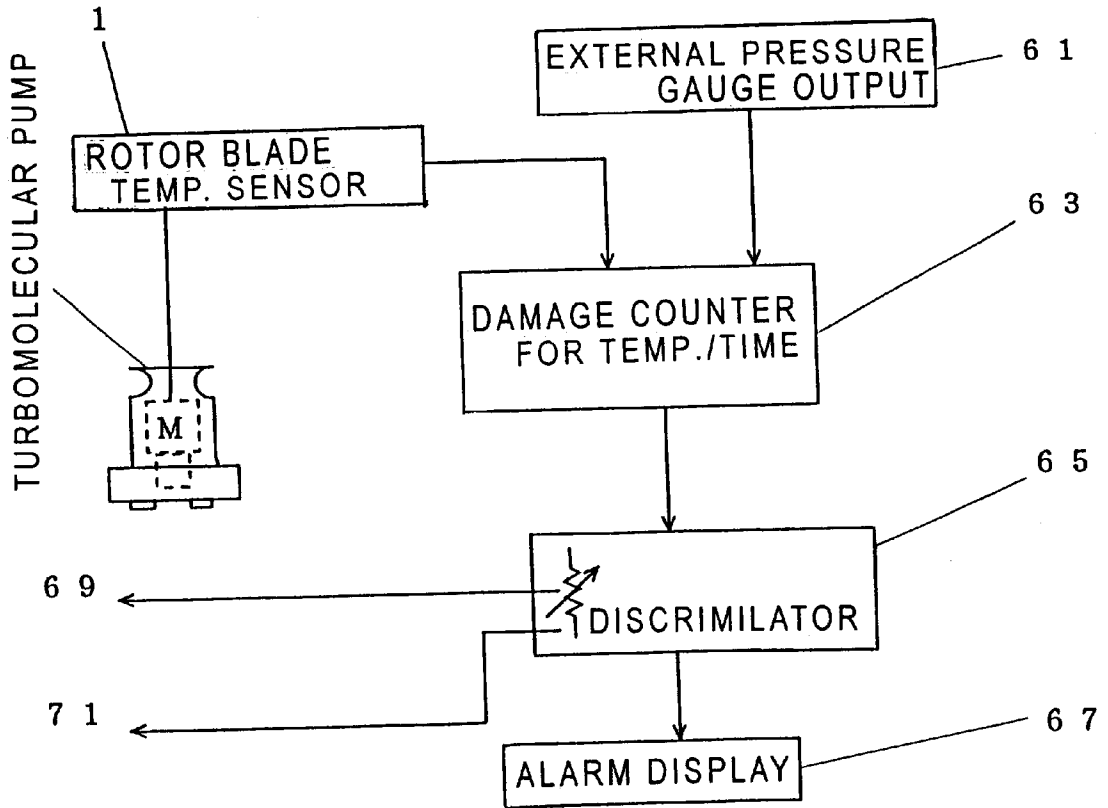 1
EXTERNAL PRESSURE
GAUGE OUTPUT
6 1
TURBOMOLECULAR PUMP
ROTOR BLADE
TEMP. SENSOR
6 3
DAMAGE COUNTER
FOR TEMP./TIME
M
6 5
6 9
DISCRIMILATOR
7 1
6 7
ALARM DISPLAY